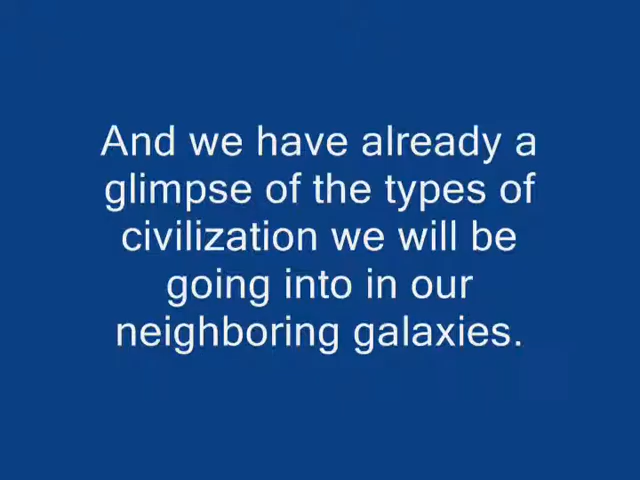 And we have already a
glimpse of the types of
civilization we will be
going into in our
neighboring galaxies.